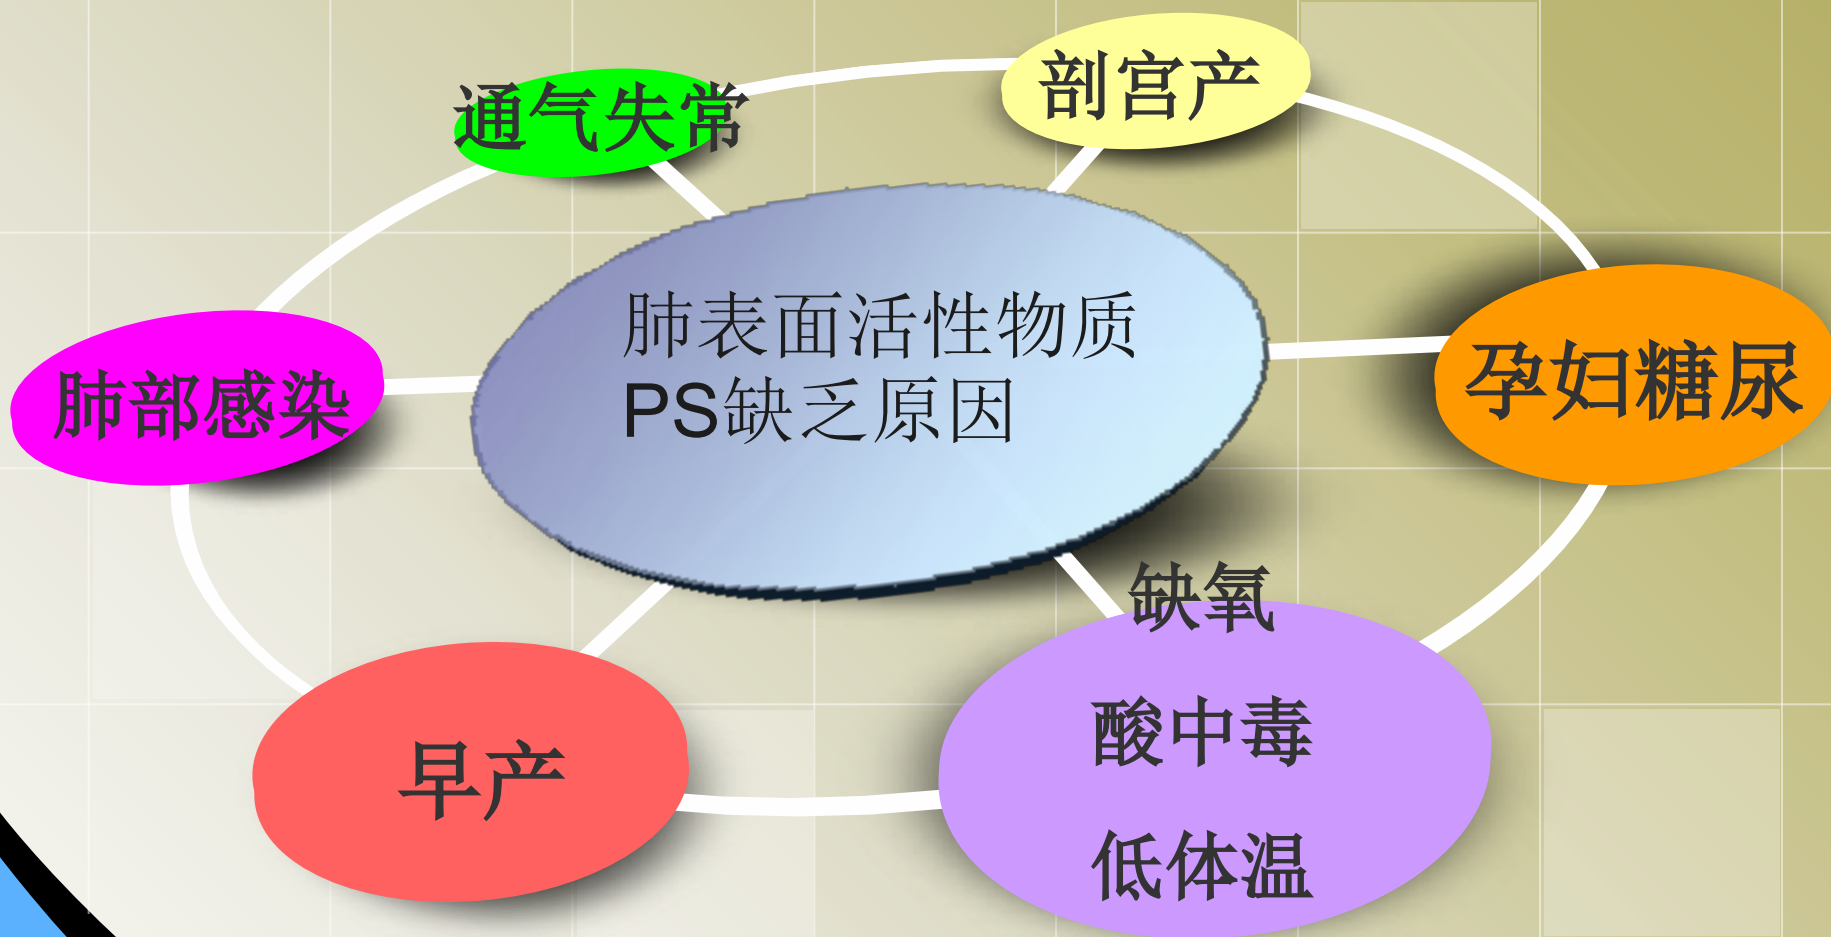 通气失常
剖宫产
肺表面活性物质
PS缺乏原因
肺部感染
孕妇糖尿
早产
缺氧
酸中毒
低体温